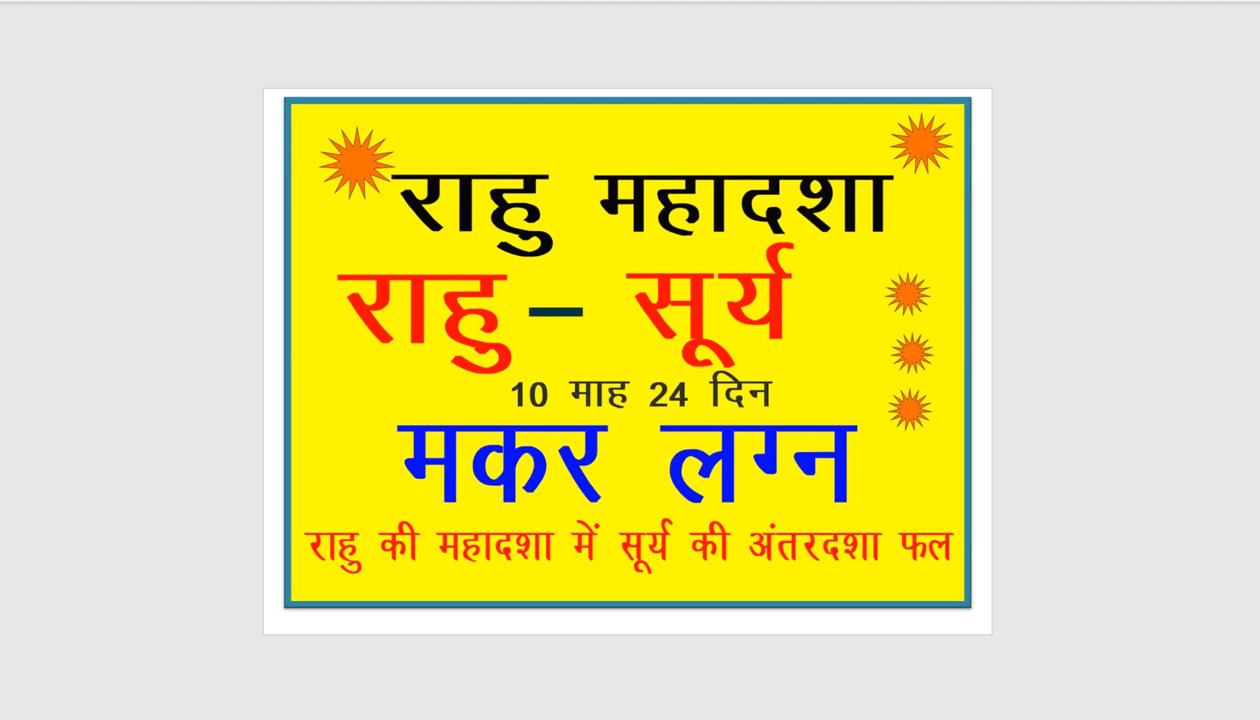 राहु महादशा
राहु – सूर्य
10 माह 24 दिन
मकर लग्न
राहु की महादशा में सूर्य की अंतरदशा फल